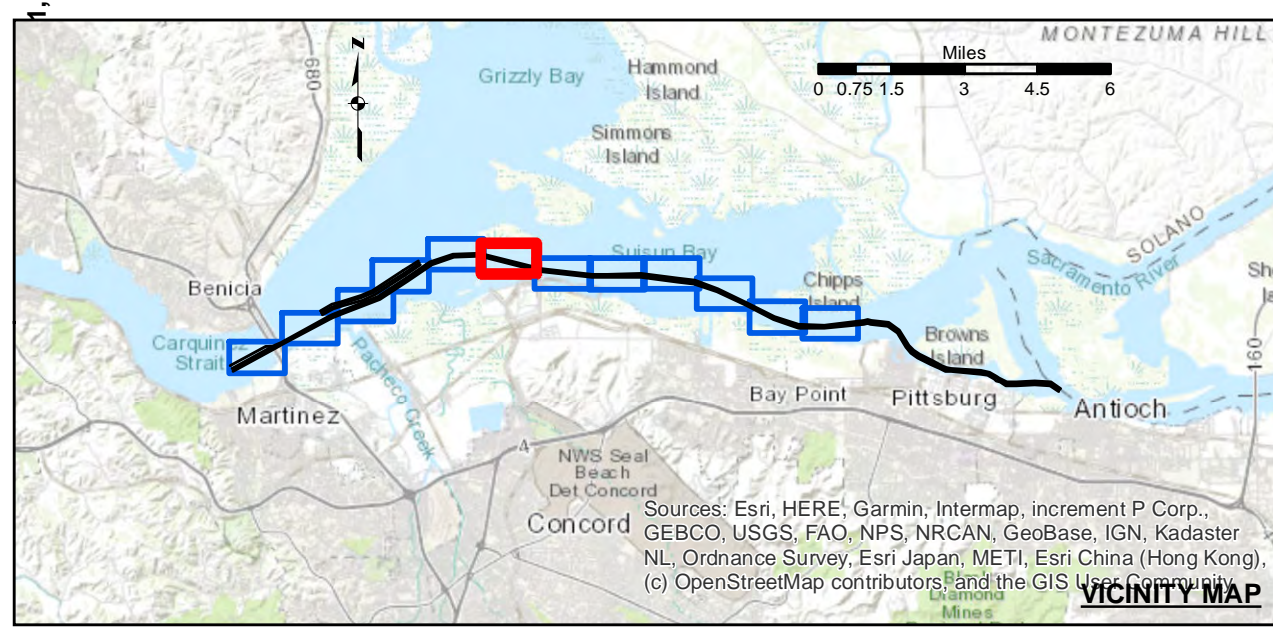 1,
MONTEZUMA HILL
Miles
0 0.75 1.5 3 4.5 6
N
680
Grizzly Bay
Hammond
Island
Simmons
Island
SOLANO
Suisun Bay
Sacramento River
Benicia
Chipps
Island
Carquinez
Strait
Browns
Island
160
Pacheco Creek
Martinez
Bay Point
Pittsburg
Antioch
4
NWS Seal
Beach
Det Concord
Concord
Sources: Esri, HERE, Garmin, Intermap, increment P Corp.,
GEBCO, USGS, FAO, NPS, NRCAN, GeoBase, IGN, Kadaster
NL, Ordnance Survey, Esri Japan, METI, Esri China (Hong Kong),
(c) OpenStreetMap contributors, and the GIS User Community
Diamond
Mines
VICINITY MAP